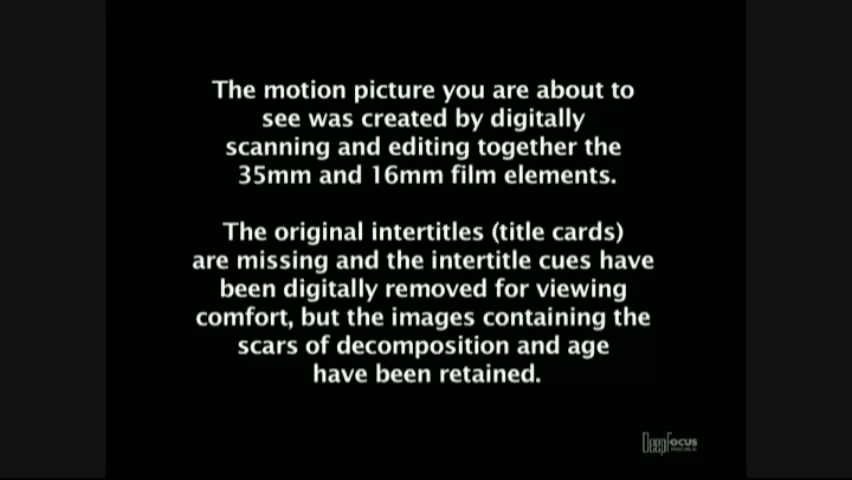 The motion picture you are about to
see was created by digitally
scanning and editing together the
35mm and 16mm film elements.
The original intertitles (title cards)
are missing and the intertitle cues have
been digitally removed for viewing
comfort, but the images containing the
scars of decomposition and age
have been retained.
DeepFocus